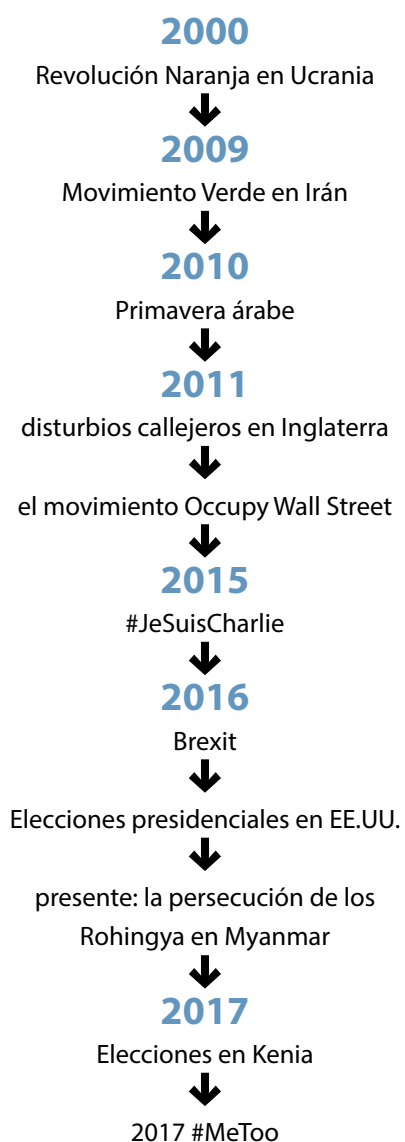 2000
Revolución Naranja en Ucrania
2009
Movimiento Verde en Irán
2010
Primavera árabe
2011
disturbios callejeros en Inglaterra
el movimiento Occupy Wall Street
2015
#JeSuisCharlie
2016
Brexit
Elecciones presidenciales en EE.UU.
presente: la persecución de los
Rohingya en Myanmar
2017
Elecciones en Kenia
2017 #MeToo